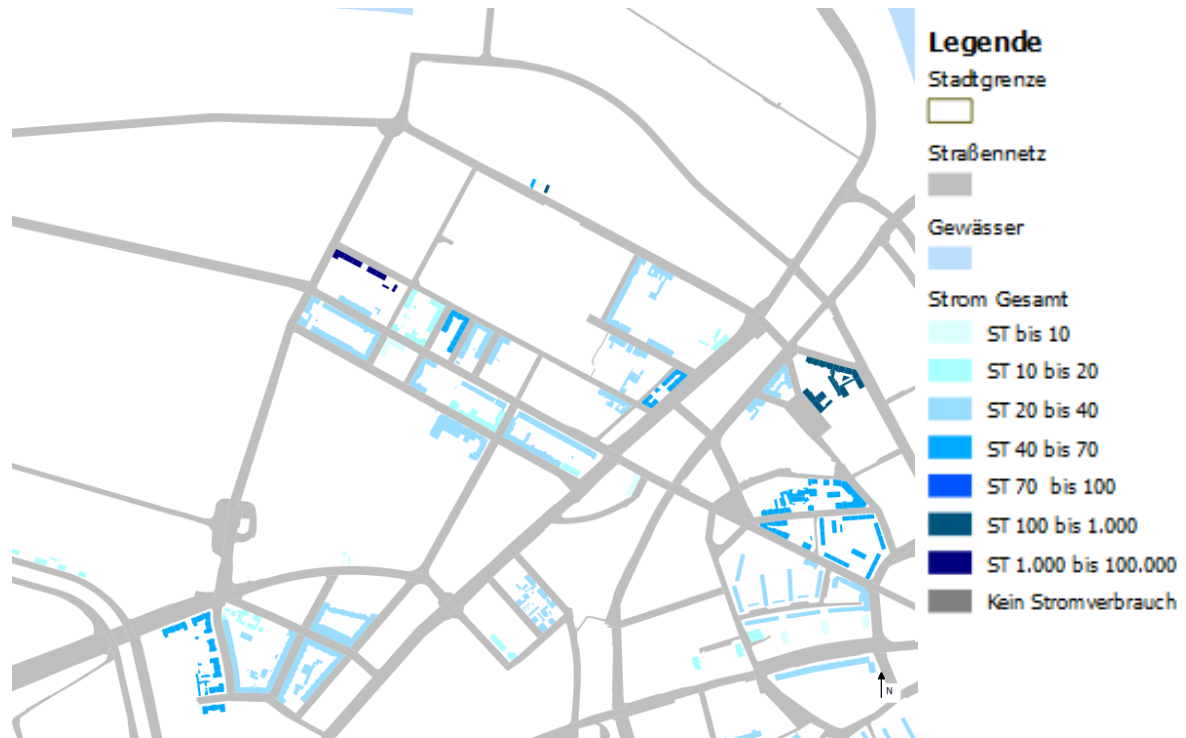 Legende
Stadtgrenze
Straßennetz
Gewässer
Strom Gesamt
ST bis 10
ST 10 bis 20
ST 20 bis 40
ST 40 bis 70
ST 70 bis 100
ST 100 bis 1.000
ST 1.000 bis 100.000
Kein Stromverbrauch
N